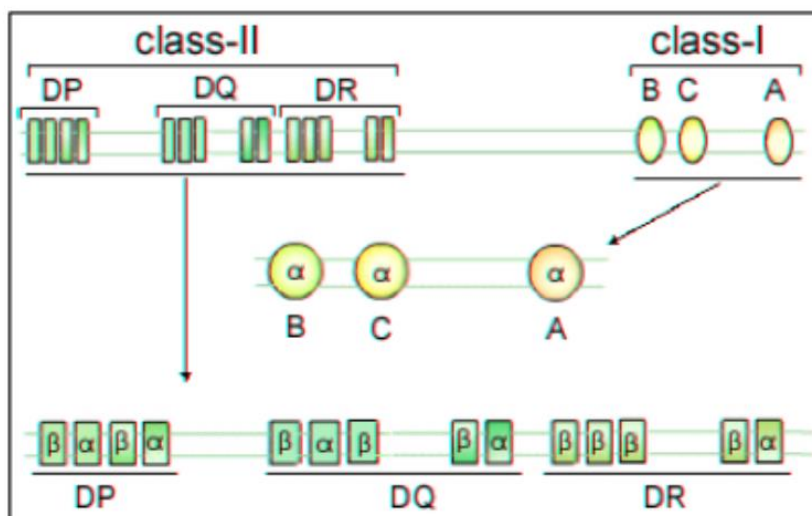 class-II class-I
DP DQ DR B C A
α α α
B C A
β α β α β α β β α β β β β α
DP DQ DR